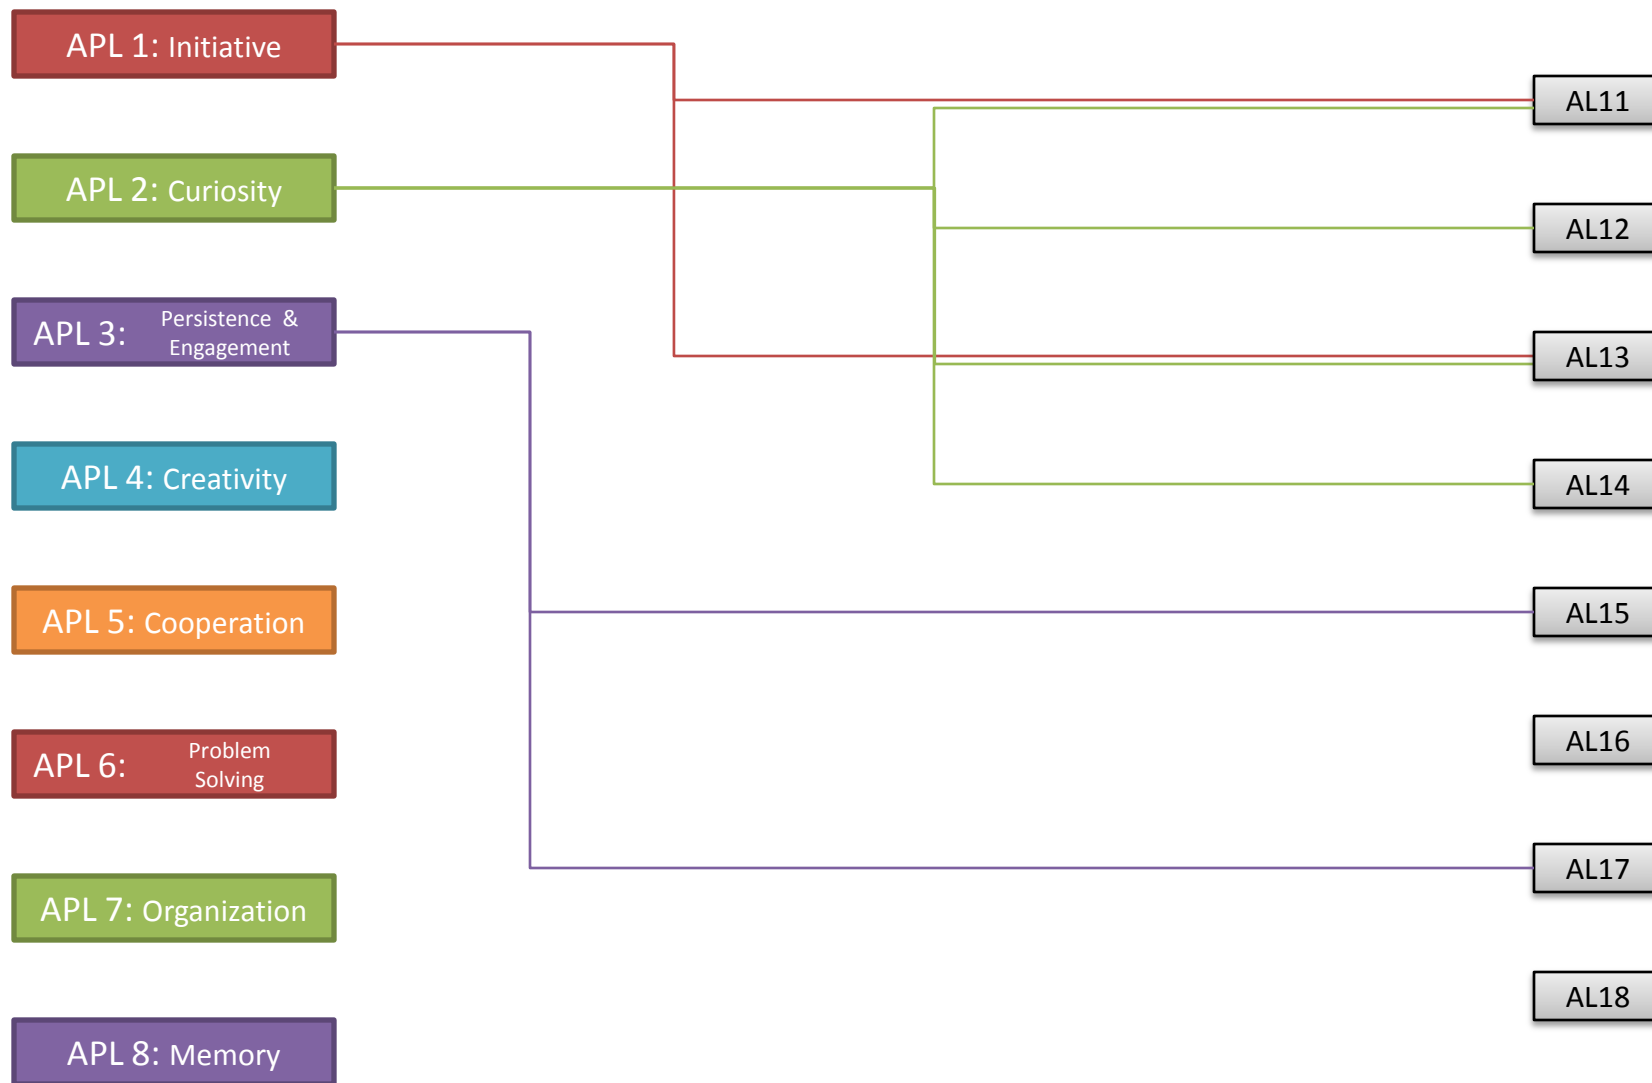 APL 1: Initiative
AL11
APL 2: Curiosity
AL12
APL 3: Persistence &
Engagement
AL13
APL 4: Creativity
AL14
APL 5: Cooperation
AL15
APL 6: Problem
Solving
AL16
AL17
APL 7: Organization
AL18
APL 8: Memory